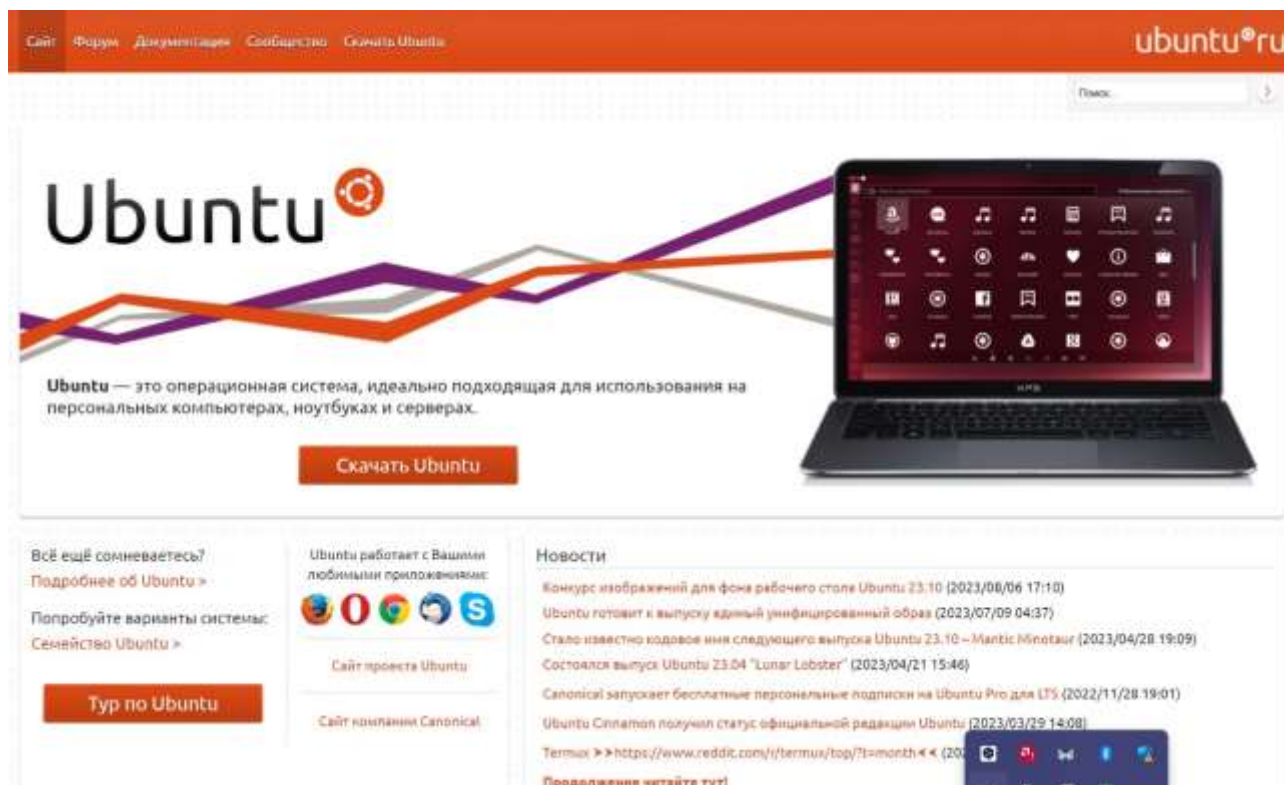 Сайт Форум Документация Сообщество Скачать Ubuntu
ubuntu®ru
Поиск...
Ubuntu
Ubuntu — это операционная система, идеально подходящая для использования на
персональных компьютерах, ноутбуках и серверах.
Скачать Ubuntu
Всё ещё сомневаетесь?
Подробнее об Ubuntu »
Попробуйте варианты системы:
Семейство Ubuntu »
Тур по Ubuntu
Ubuntu работает с Вашими
любимыми приложениями:
Сайт проекта Ubuntu
Сайт компании Canonical
Новости
Конкурс изображений для фона рабочего стола Ubuntu 23.10 (2023/08/06 17:10)
Ubuntu готовит к выпуску единый унифицированный образ (2023/07/09 04:37)
Стало известно кодовое имя следующего выпуска Ubuntu 23.10 – Mantic Minotaur (2023/04/28 19:09)
Состоялся выпуск Ubuntu 23.04 "Lunar Lobster" (2023/04/21 15:46)
Canonical запускает бесплатные персональные подписки на Ubuntu Pro для LTS (2022/11/28 19:01)
Ubuntu Cinnamon получил статус официальной редакции Ubuntu (2023/03/29 14:08)
Termux ➤➤https://www.reddit.com/r/termux/top/?t=month⮜⮜ (202
Продолжение читайте тут!